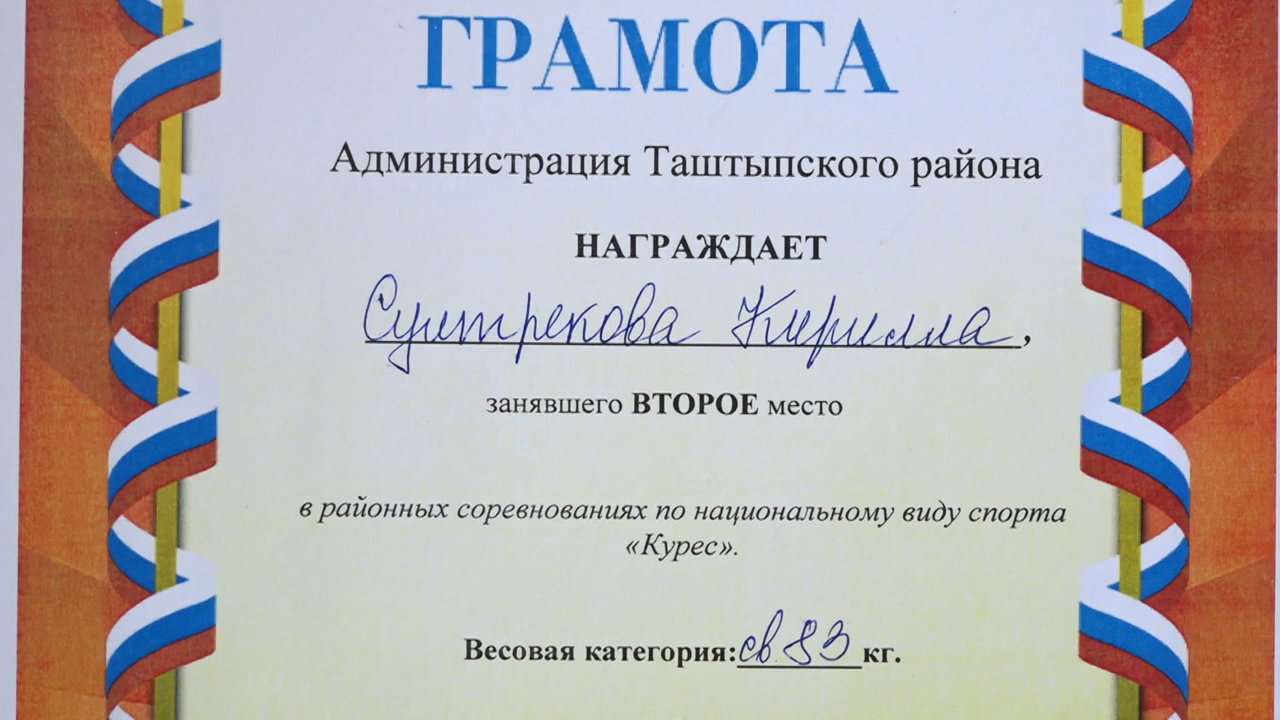 ГРАМОТА
Администрация Таштыпского района
НАГРАЖДАЕТ
Султрекова Кирилла,
занявшего ВТОРОЕ место
в районных соревнованиях по национальному виду спорта
«Курес».
Весовая категория: св 83 кг.